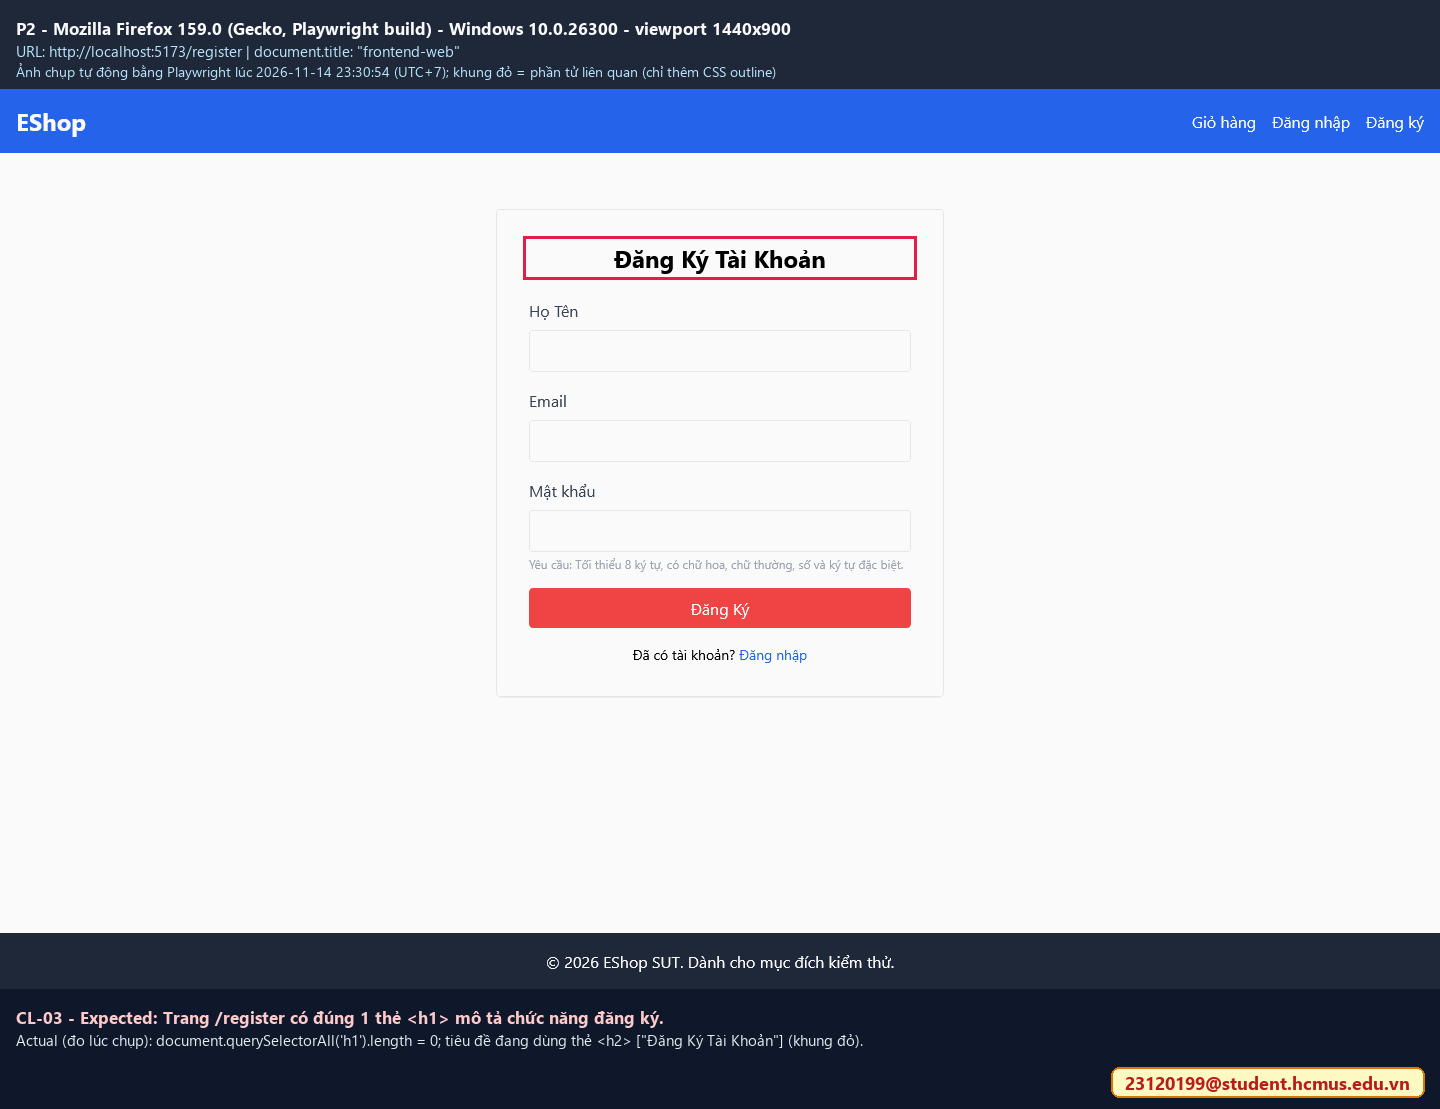 P2 - Mozilla Firefox 159.0 (Gecko, Playwright build) - Windows 10.0.26300 - viewport 1440x900
URL: http://localhost:5173/register | document.title: "frontend-web"
Ảnh chụp tự động bằng Playwright lúc 2026-11-14 23:30:54 (UTC+7); khung đỏ = phần tử liên quan (chỉ thêm CSS outline)
EShop
Giỏ hàng
Đăng nhập
Đăng ký
Đăng Ký Tài Khoản
Họ Tên
Email
Mật khẩu
Yêu cầu: Tối thiểu 8 ký tự, có chữ hoa, chữ thường, số và ký tự đặc biệt.
Đăng Ký
Đã có tài khoản? Đăng nhập
© 2026 EShop SUT. Dành cho mục đích kiểm thử.
CL-03 - Expected: Trang /register có đúng 1 thẻ <h1> mô tả chức năng đăng ký.
Actual (đo lúc chụp): document.querySelectorAll('h1').length = 0; tiêu đề đang dùng thẻ <h2> ["Đăng Ký Tài Khoản"] (khung đỏ).
23120199@student.hcmus.edu.vn